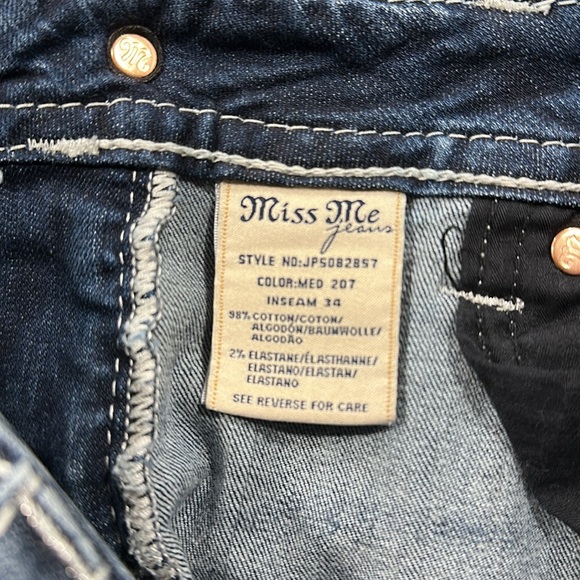 Miss Me
jeans
STYLE NO:JP5082857
COLOR:MED 207
INSEAM 34
98% COTTON/COTON/
ALGODÓN/BAUMWOLLE/
ALGODÃO
2% ELASTANE/ÉLASTHANNE/
ELASTANO/ELASTAN/
ELASTANO
SEE REVERSE FOR CARE